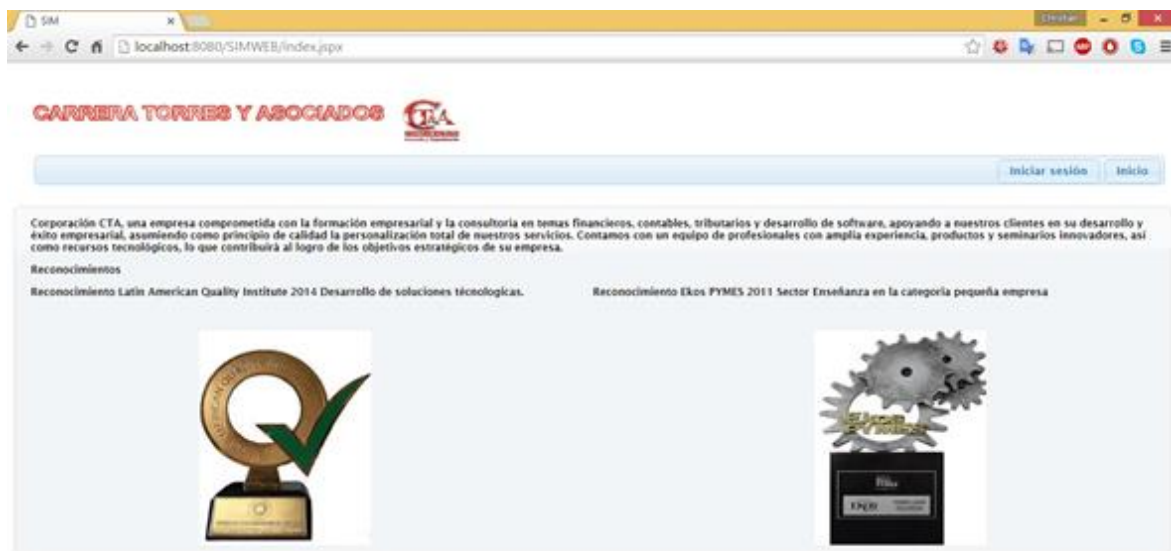 SIM
Christian
localhost:8080/SIMWEB/index.jspx
CARRERA TORRES Y ASOCIADOS
CTAA
Iniciar sesión
Inicio
Corporación CTA, una empresa comprometida con la formación empresarial y la consultoria en temas financieros, contables, tributarios y desarrollo de software, apoyando a nuestros clientes en su desarrollo y
éxito empresarial, asumiendo como principio de calidad la personalización total de nuestros servicios. Contamos con un equipo de profesionales con amplia experiencia, productos y seminarios innovadores, así
como recursos tecnológicos, lo que contribuirá al logro de los objetivos estratégicos de su empresa.
Reconocimientos
Reconocimiento Latin American Quality Institute 2014 Desarrollo de soluciones técnologicas.
Reconocimiento Ekos PYMES 2011 Sector Enseñanza en la categoria pequeña empresa
EKOS
PYMES